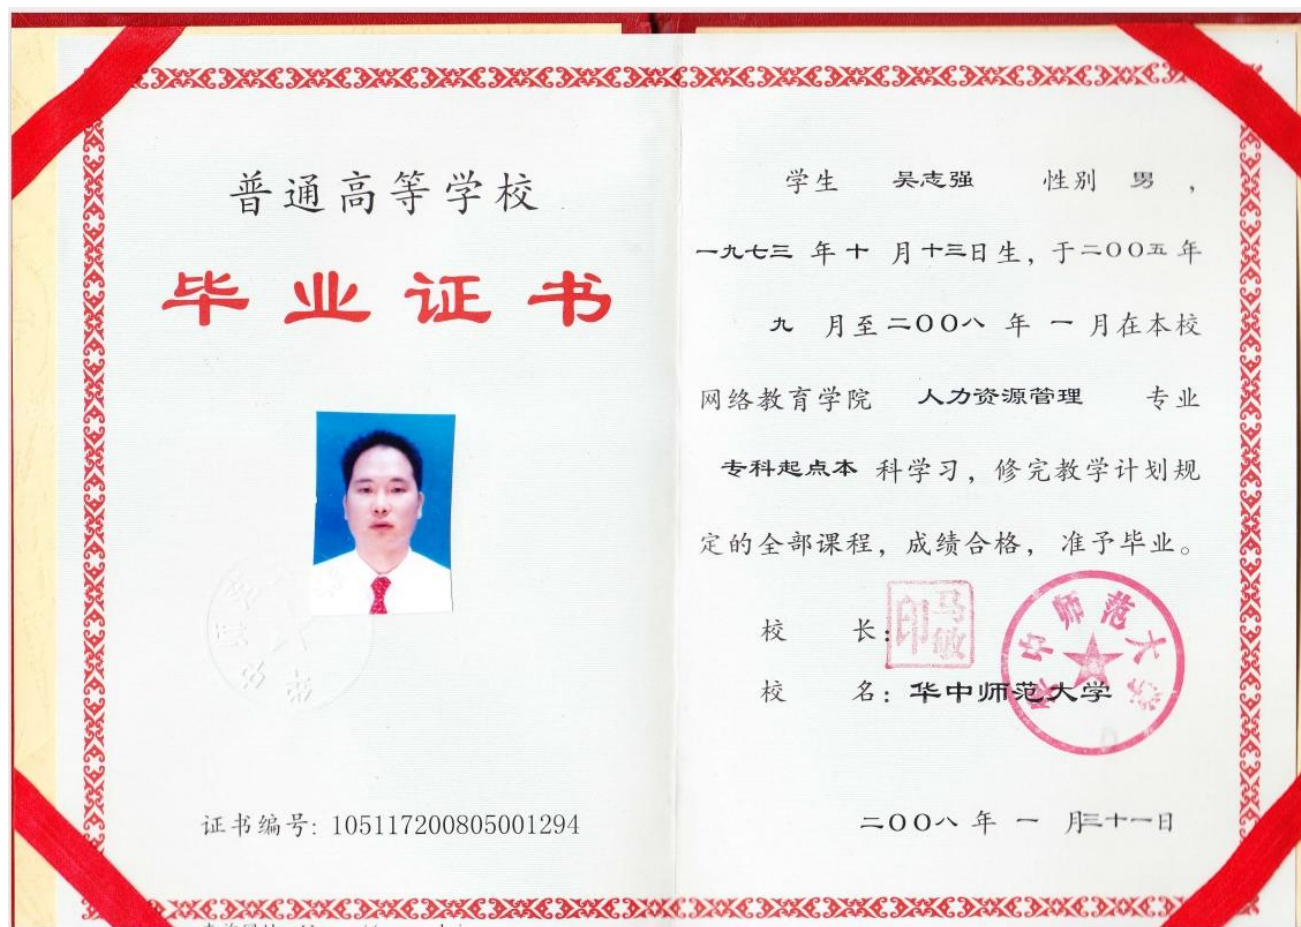 普通高等学校
毕业证书
证书编号: 105117200805001294
学生 吴志强 性别 男 ,
一九七三 年 十 月 十三日生, 于二〇〇五 年
九 月至 二〇〇八 年 一 月在本校
网络教育学院 人力资源管理 专业
专科起点本 科学习, 修完教学计划规
定的全部课程, 成绩合格, 准予毕业。
校 长:
马敏
印
校 名: 华中师范大学
华中师范大学
二〇〇八 年 一 月三十一日